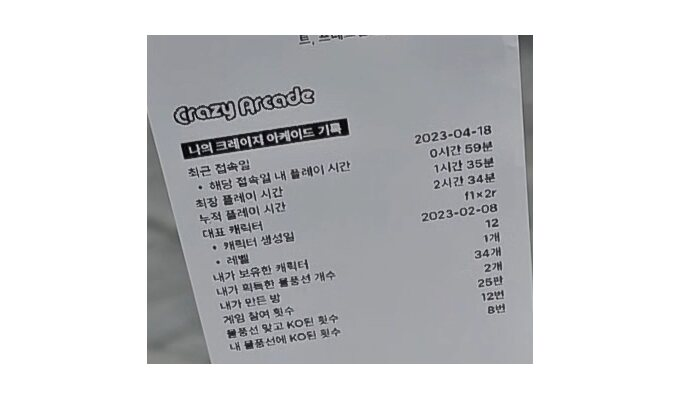 Crazy Arcade
나의 크레이지 아케이드 기록
최근 접속일 2023-04-18
• 해당 접속일 내 플레이 시간 0시간 59분
최장 플레이 시간 1시간 35분
누적 플레이 시간 2시간 34분
대표 캐릭터 f1×2r
• 캐릭터 생성일 2023-02-08
• 레벨 12
내가 보유한 캐릭터 1개
내가 획득한 물풍선 개수 34개
내가 만든 방 2개
게임 참여 횟수 25판
물풍선 맞고 KO된 횟수 12번
내 물풍선에 KO된 횟수 8번